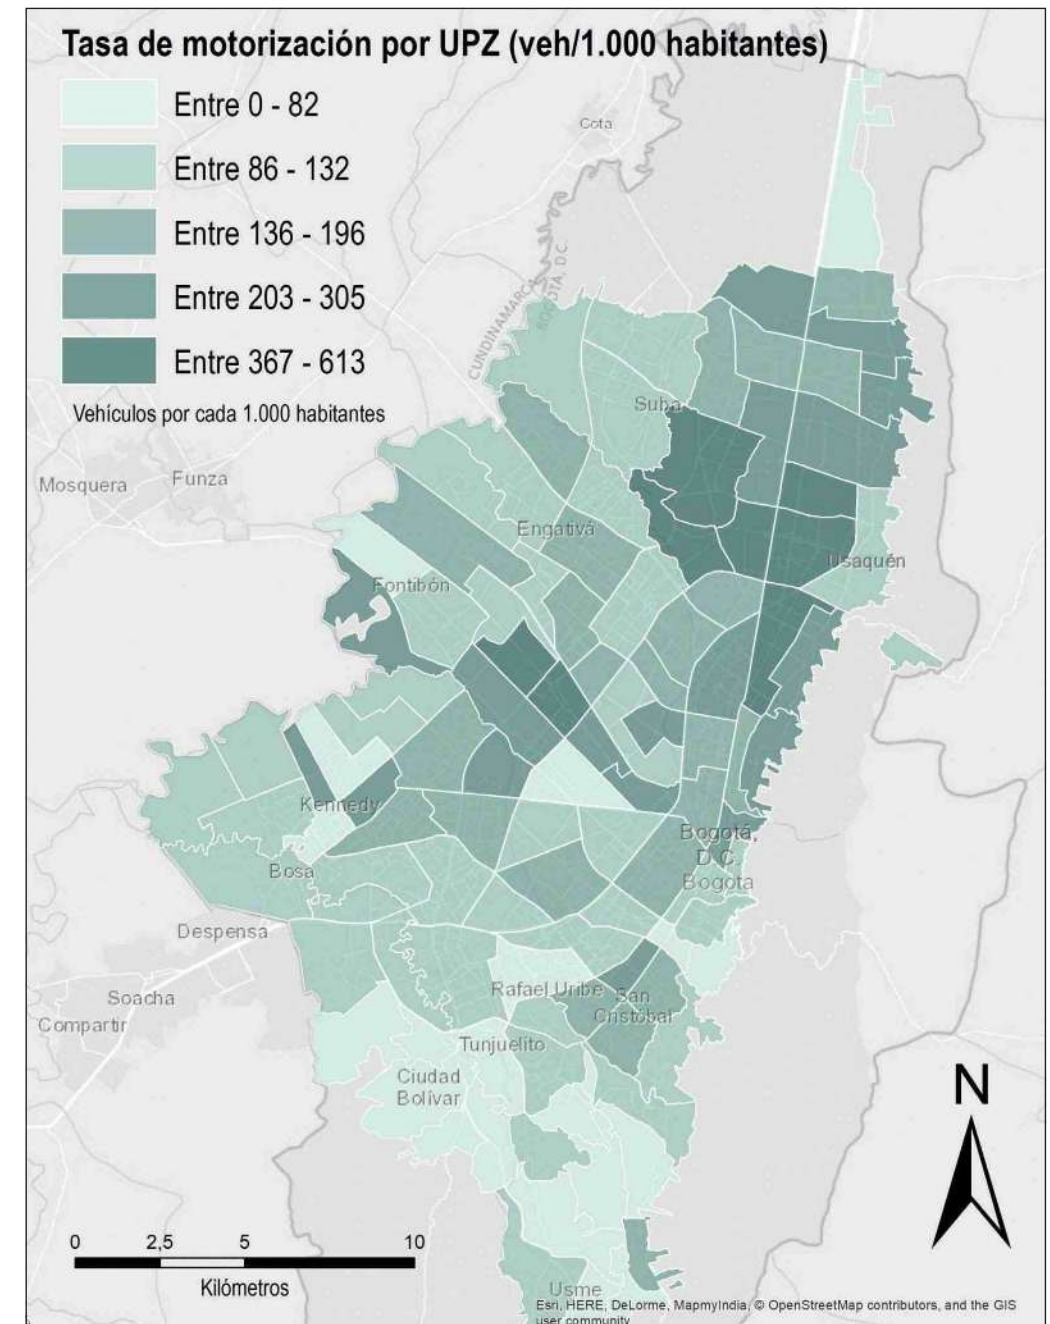 Tasa de motorización por UPZ (veh/1.000 habitantes)
Entre 0 - 82
Entre 86 - 132
Entre 136 - 196
Entre 203 - 305
Entre 367 - 613
Vehículos por cada 1.000 habitantes
Cota
CUNDINAMARCA
BOGOTÁ, D.C.
Suba
Mosquera
Funza
Engativá
Usaquén
Fontibón
Kennedy
Bogotá,
D.C.
Bogota
Bosa
Despensa
Rafael Uribe
San
Cristóbal
Soacha
Compartir
Tunjuelito
Ciudad
Bolívar
N
0 2,5 5 10
Kilómetros
Usme
Esri, HERE, DeLorme, MapmyIndia, © OpenStreetMap contributors, and the GIS
user community